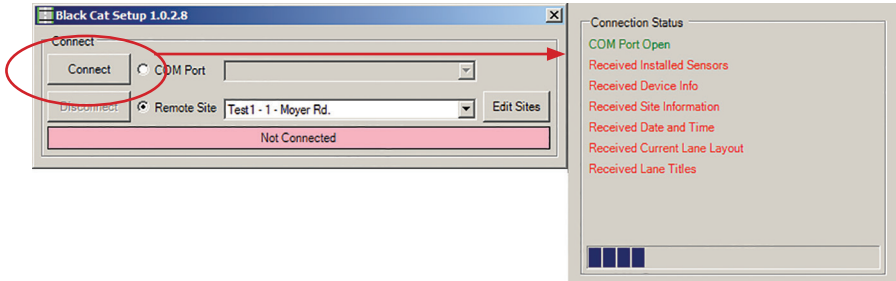 Black Cat Setup 1.0.2.8
Connect
Connect
COM Port
Disconnect
Remote Site
Test1 - 1 - Moyer Rd.
Edit Sites
Not Connected
Connection Status
COM Port Open
Received Installed Sensors
Received Device Info
Received Site Information
Received Date and Time
Received Current Lane Layout
Received Lane Titles